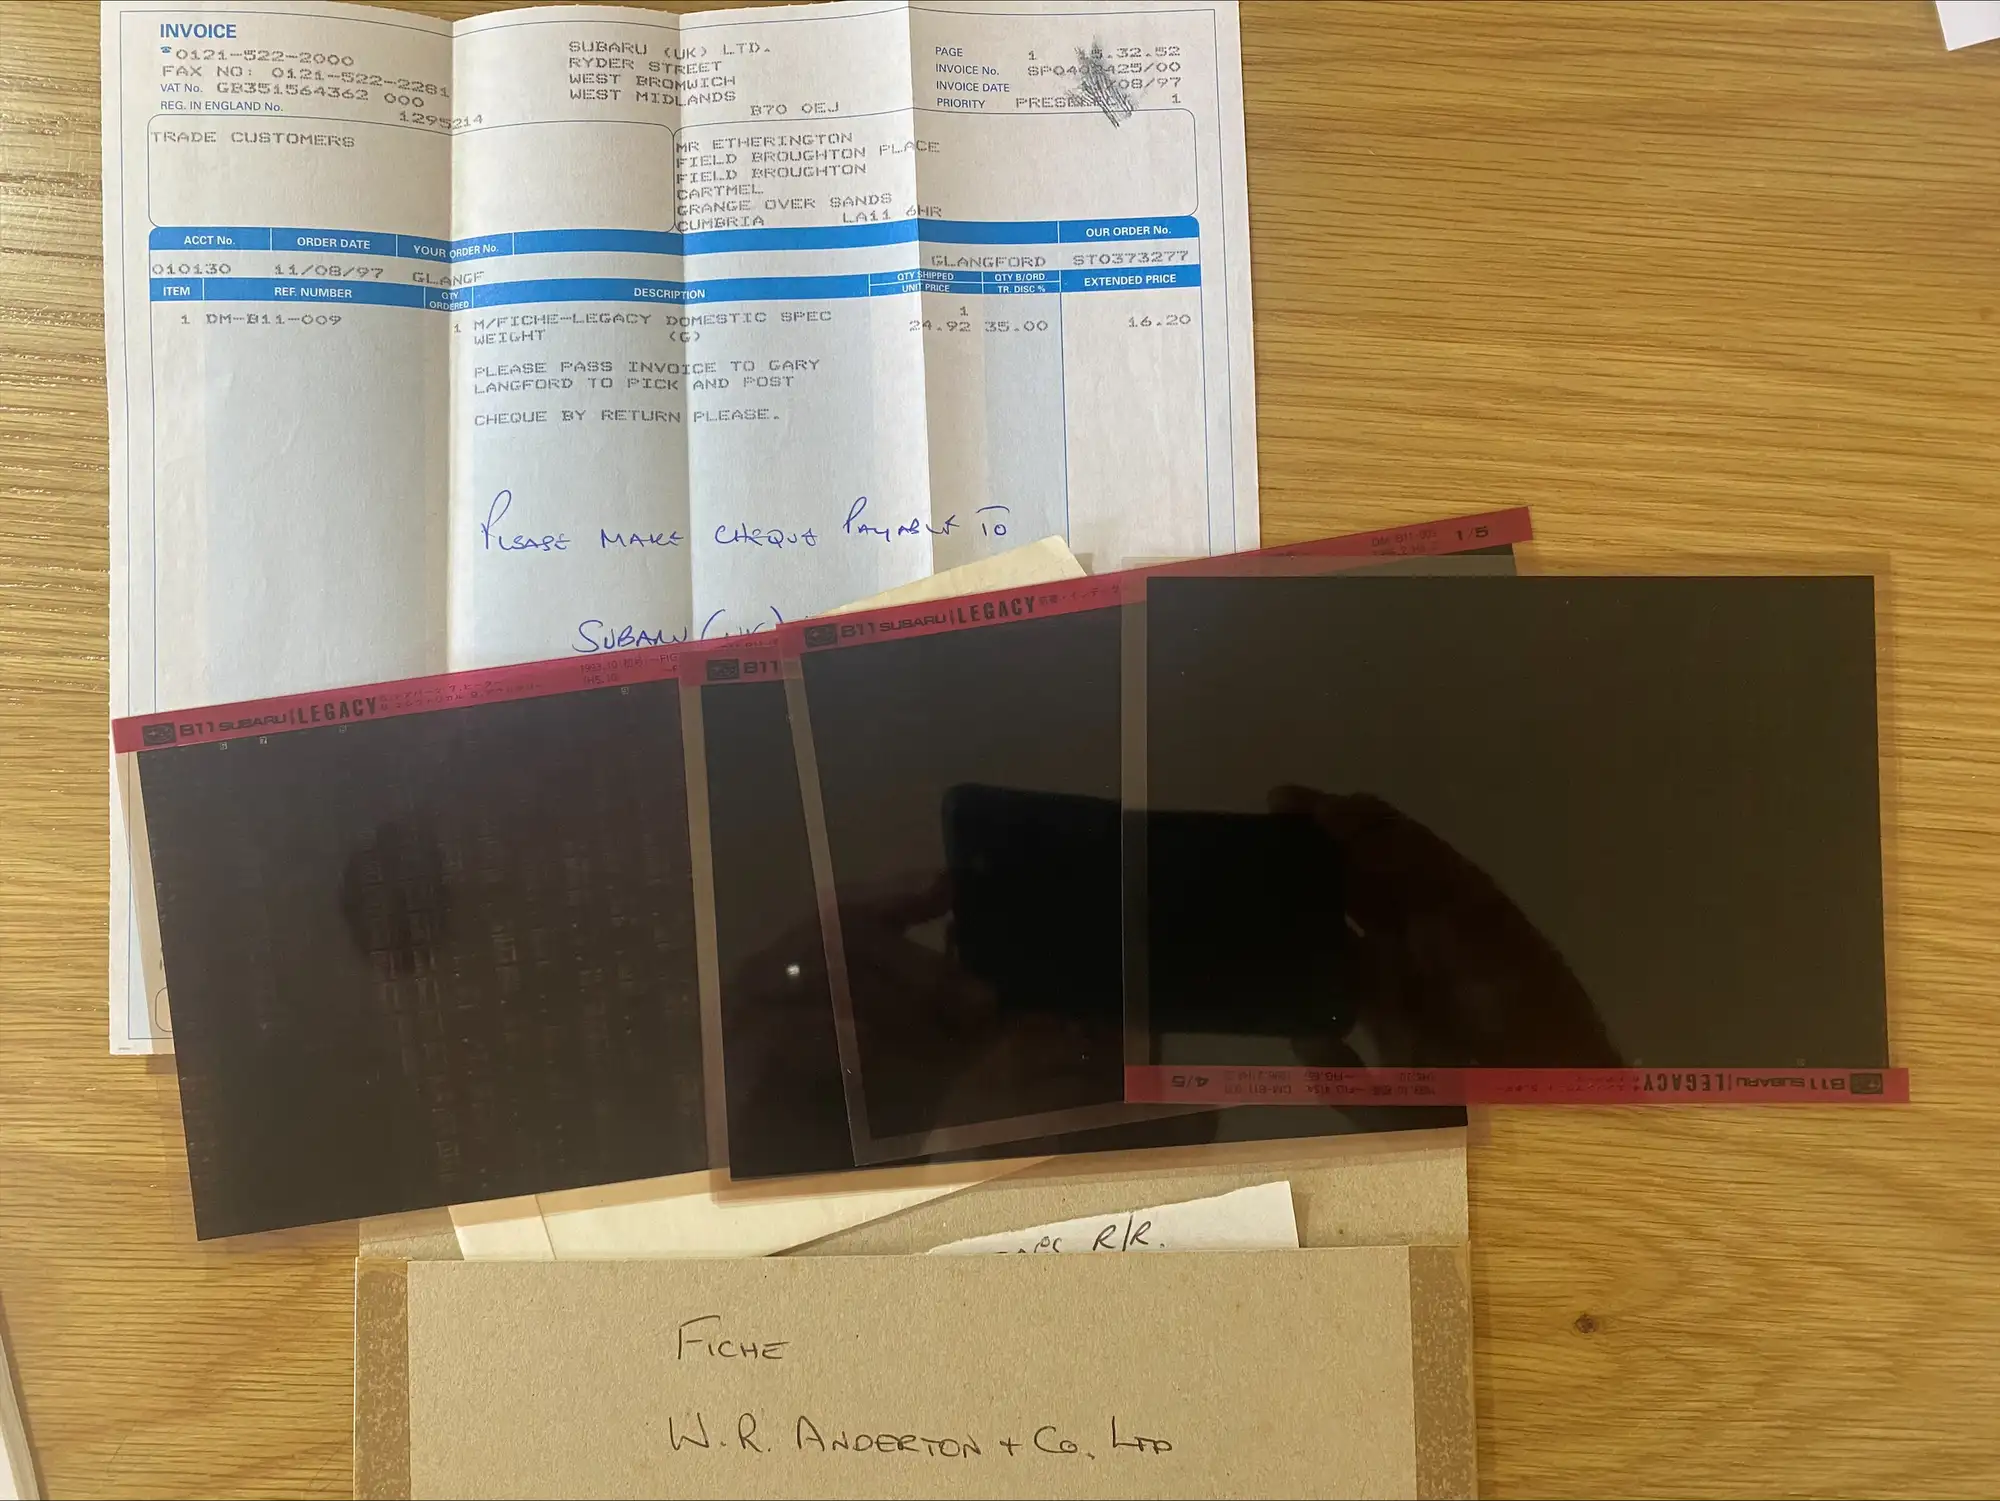 INVOICE
0121-522-2000
FAX NO: 0121-522-2281
VAT No. GB351564362 000
REG. IN ENGLAND No.
1295214
SUBARU (UK) LTD.
RYDER STREET
WEST BROMWICH
WEST MIDLANDS
B70 0EJ
PAGE 1
INVOICE No.
INVOICE DATE /08/97
PRIORITY 1
TRADE CUSTOMERS
MR ETHERINGTON
FIELD BROUGHTON PLACE
FIELD BROUGHTON
CARTMEL
GRANGE OVER SANDS
CUMBRIA LA11 6HR
ACCT No. ORDER DATE YOUR ORDER No. OUR ORDER No.
010130 11/08/97 GLANGF GLANGFORD ST0373277
ITEM REF. NUMBER QTY ORDERED DESCRIPTION QTY SHIPPED UNIT PRICE QTY B/ORD. TR. DISC % EXTENDED PRICE
1 DM-B11-009 1 M/FICHE-LEGACY DOMESTIC SPEC 1 24.92 35.00 16.20
WEIGHT (G)
PLEASE PASS INVOICE TO GARY
LANGFORD TO PICK AND POST
CHEQUE BY RETURN PLEASE.
PLEASE MAKE CHEQUE PAYABLE TO
SUBARU (UK)
B11 SUBARU LEGACY
B11
B11 SUBARU LEGACY
1/5
B11 SUBARU LEGACY
4/5
R/R.
FICHE
W.R. ANDERTON + CO. LTD